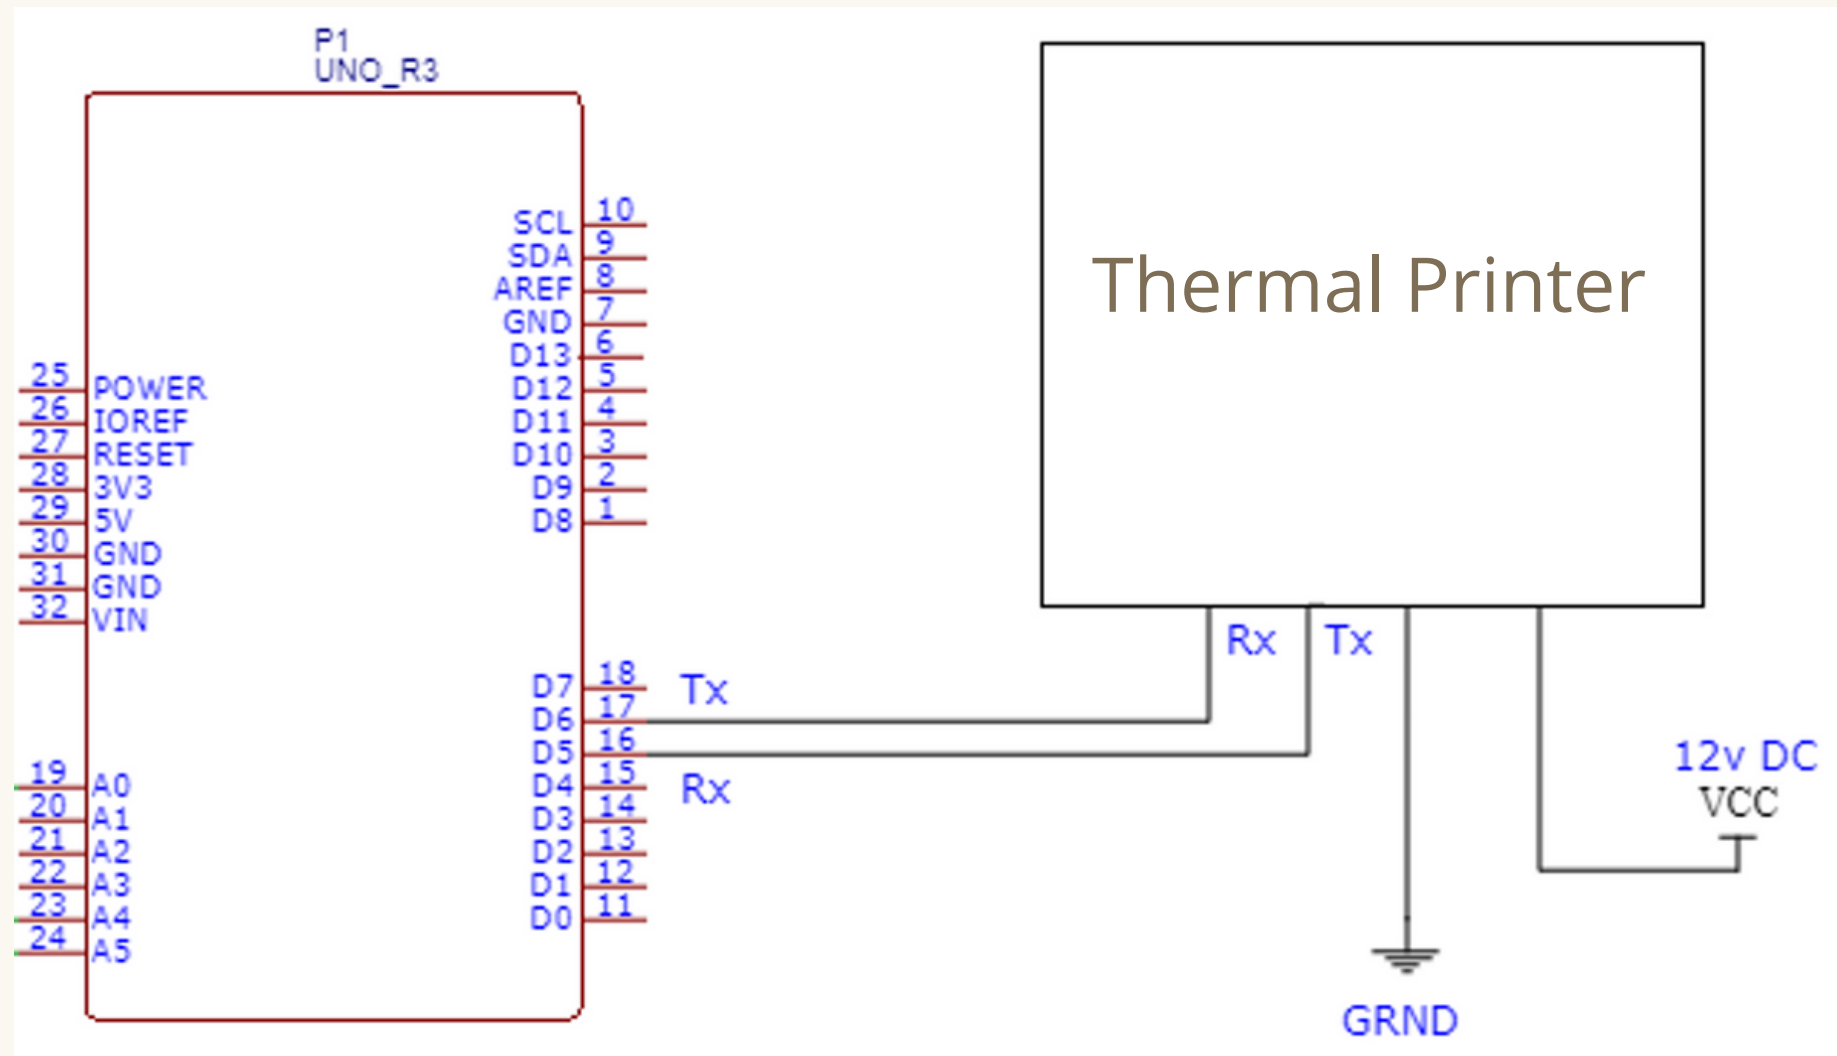 P1
UNO_R3
SCL 10
SDA 9
AREF 8
GND 7
D13 6
D12 5
D11 4
D10 3
D9 2
D8 1
25 POWER
26 IOREF
27 RESET
28 3V3
29 5V
30 GND
31 GND
32 VIN
D7 18
D6 17
D5 16
D4 15
D3 14
D2 13
D1 12
D0 11
19 A0
20 A1
21 A2
22 A3
23 A4
24 A5
Tx
Rx
Thermal Printer
Rx Tx
12v DC
VCC
GRND